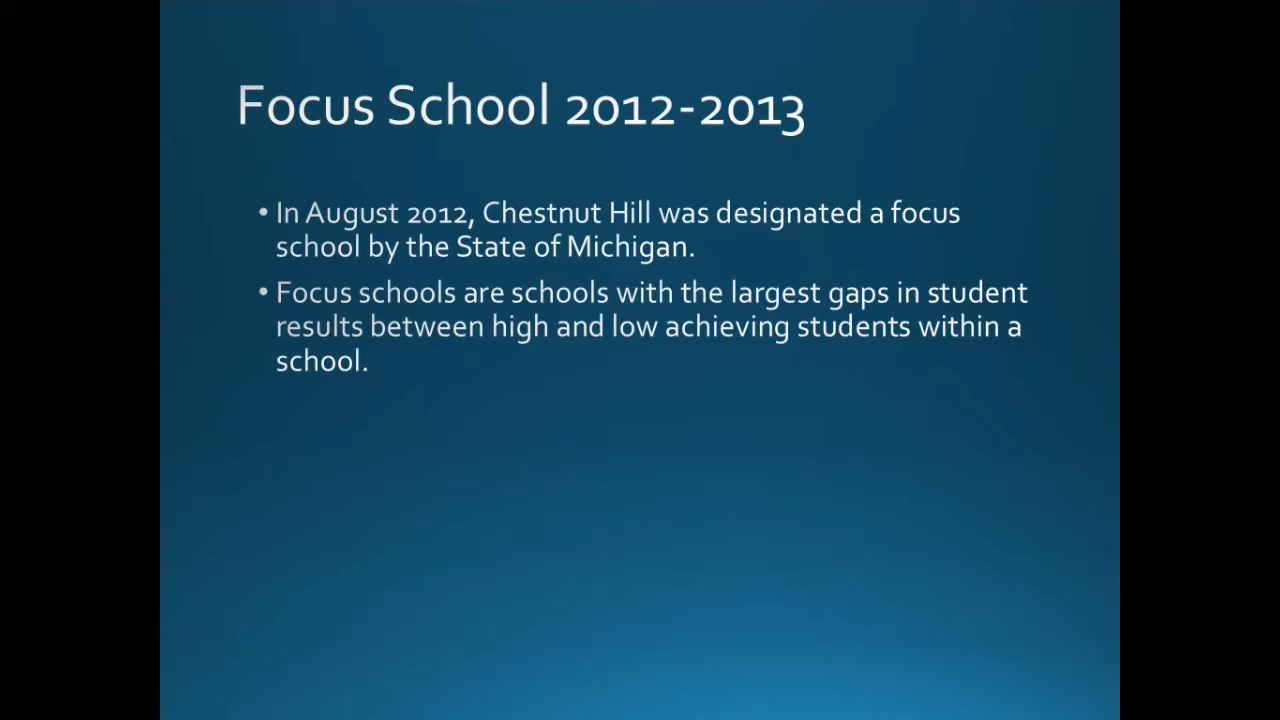 Focus School 2012-2013
• In August 2012, Chestnut Hill was designated a focus
school by the State of Michigan.
• Focus schools are schools with the largest gaps in student
results between high and low achieving students within a
school.